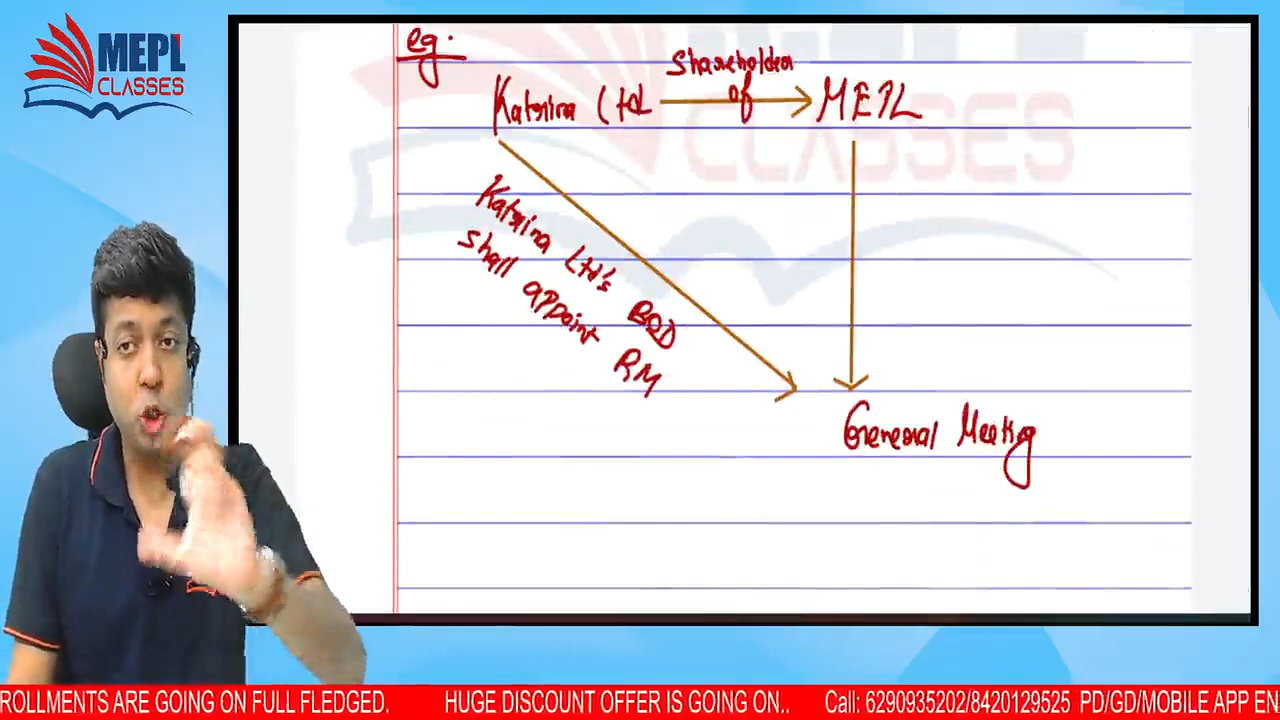 MEPL
CLASSES
eg.
Shareholder
of
Katrina Ltd
MEPL
CLASSES
Katrina Ltd's BOD
shall appoint RM
General Meeting
ROLLMENTS ARE GOING ON FULL FLEDGED. HUGE DISCOUNT OFFER IS GOING ON.. Call: 6290935202/8420129525 PD/GD/MOBILE APP EN